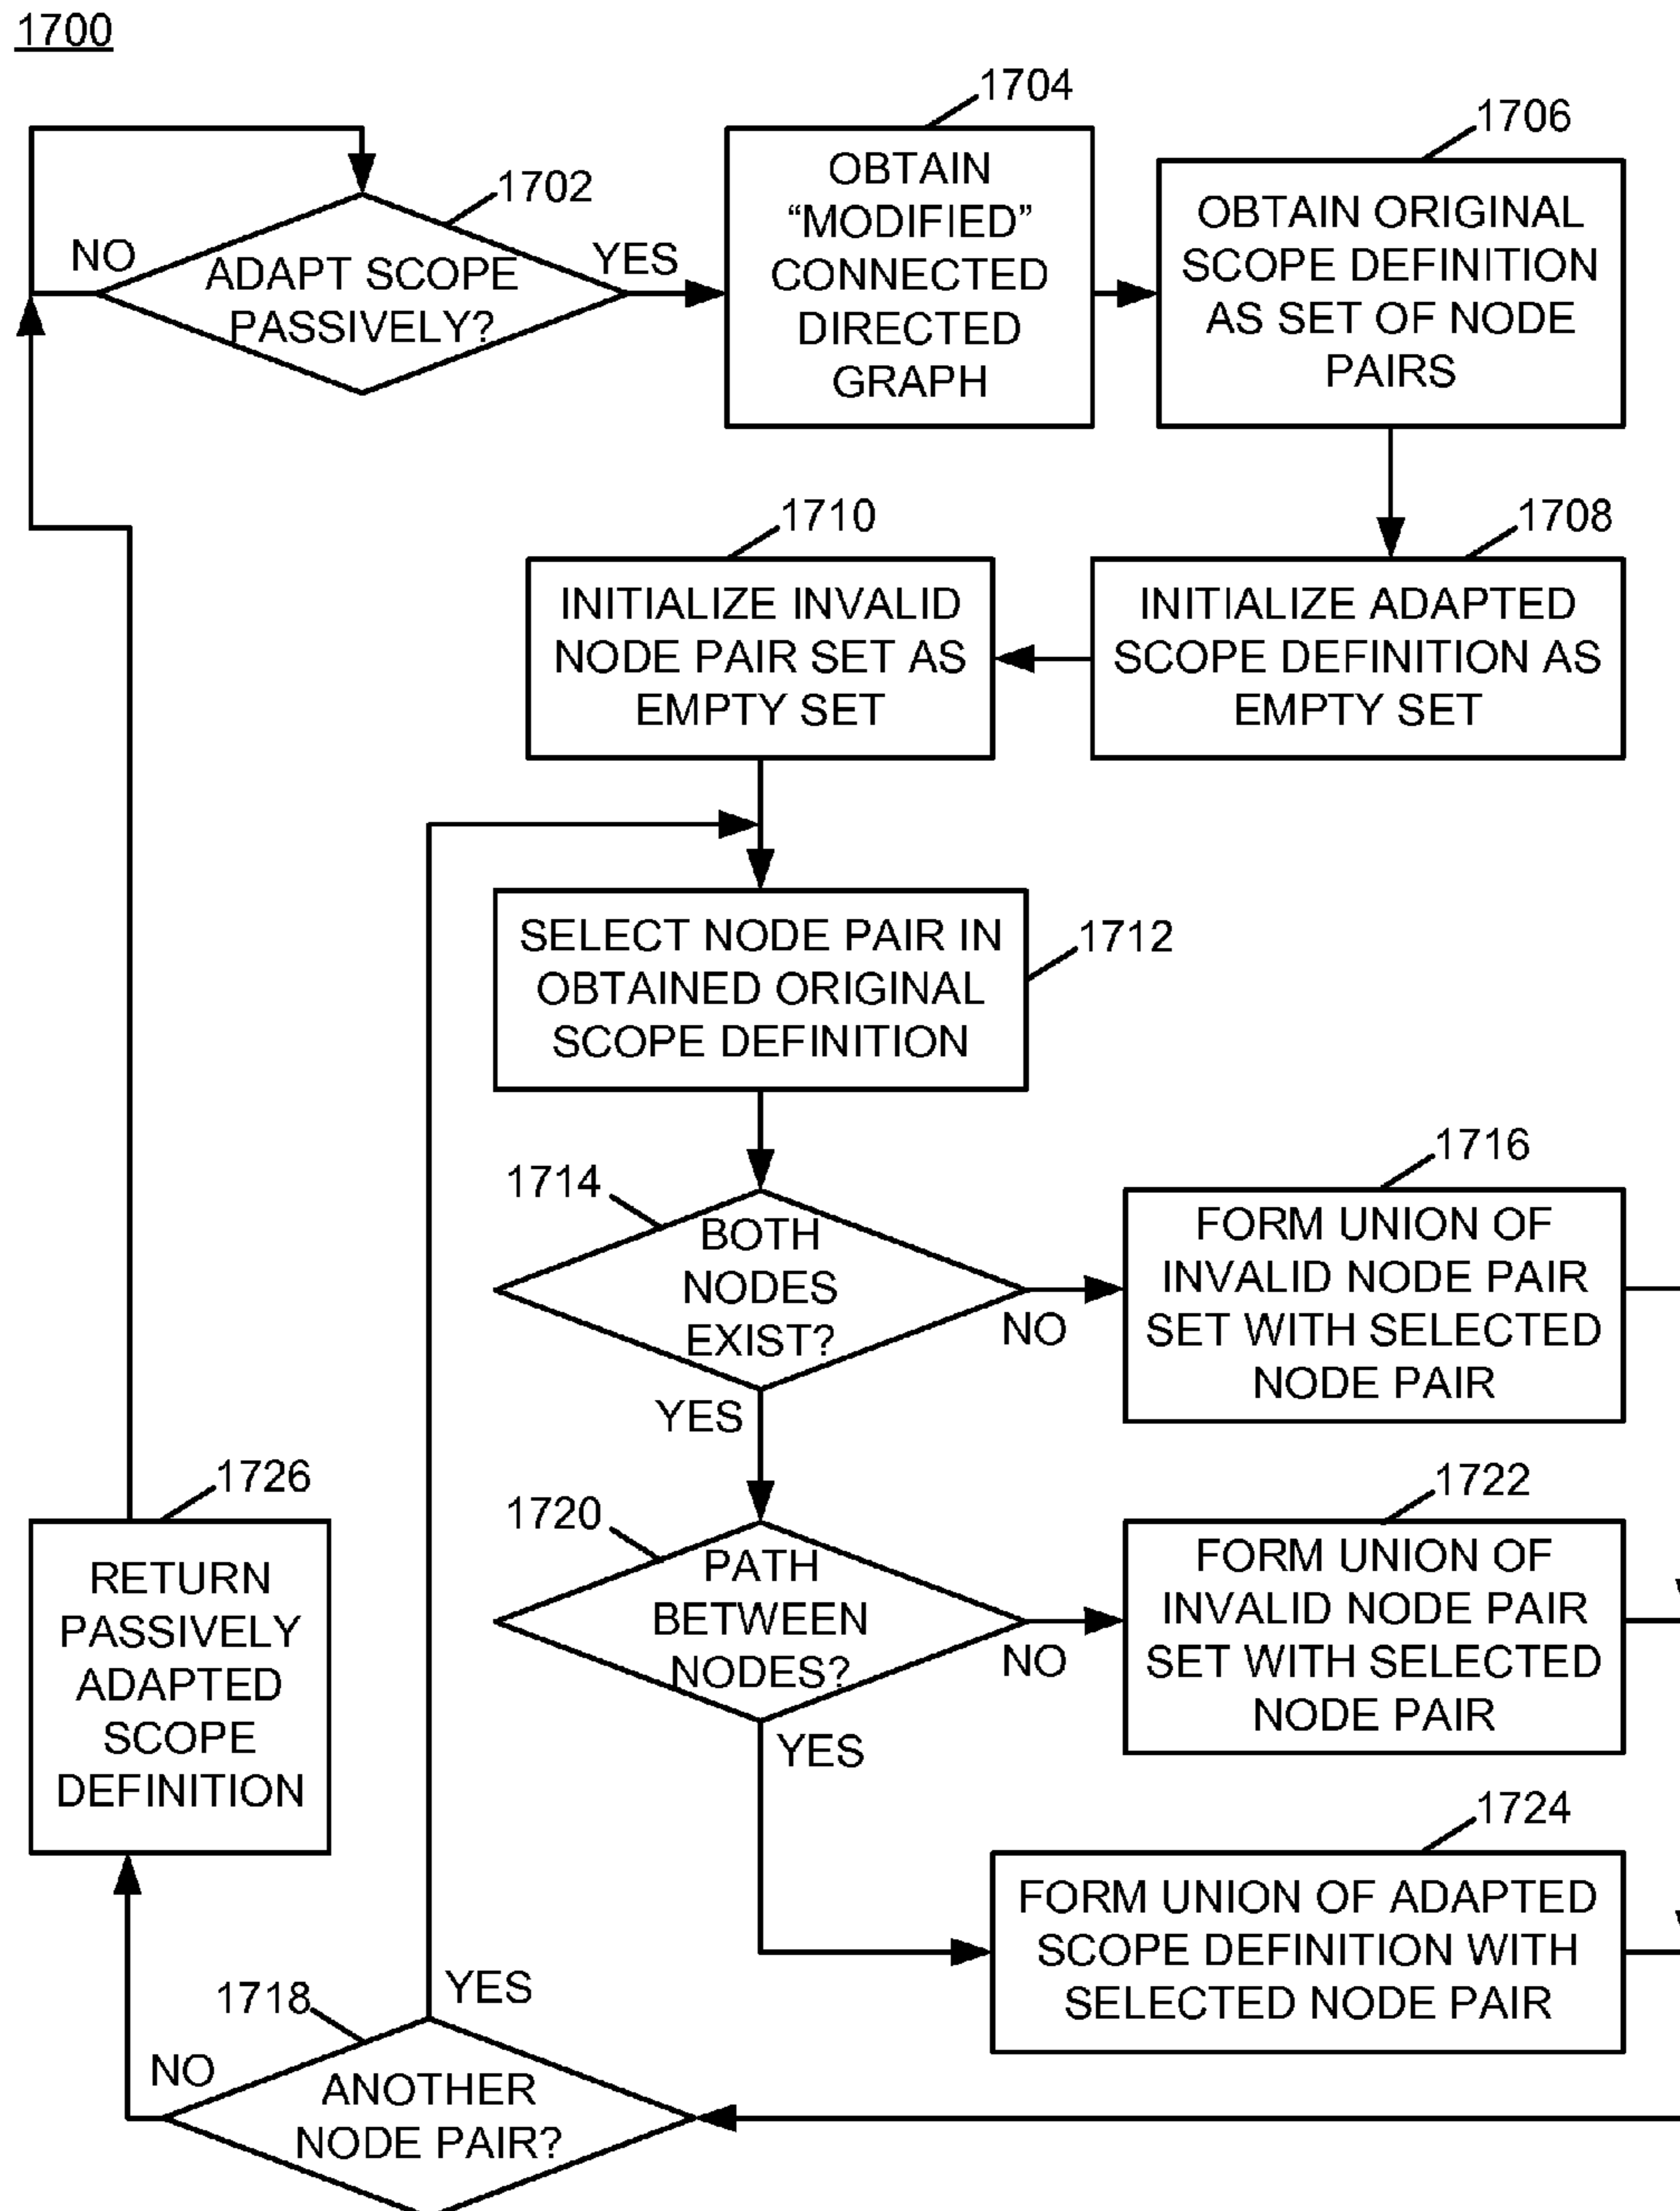 1700
1704
1706
1702
OBTAIN
“MODIFIED”
CONNECTED
DIRECTED
GRAPH
OBTAIN ORIGINAL
SCOPE DEFINITION
AS SET OF NODE
PAIRS
NO
ADAPT SCOPE
PASSIVELY?
YES
1710
1708
INITIALIZE INVALID
NODE PAIR SET AS
EMPTY SET
INITIALIZE ADAPTED
SCOPE DEFINITION AS
EMPTY SET
SELECT NODE PAIR IN
OBTAINED ORIGINAL
SCOPE DEFINITION
1712
1714
BOTH
NODES
EXIST?
NO
YES
1716
FORM UNION OF
INVALID NODE PAIR
SET WITH SELECTED
NODE PAIR
1720
PATH
BETWEEN
NODES?
NO
YES
1722
FORM UNION OF
INVALID NODE PAIR
SET WITH SELECTED
NODE PAIR
1726
RETURN
PASSIVELY
ADAPTED
SCOPE
DEFINITION
1724
FORM UNION OF ADAPTED
SCOPE DEFINITION WITH
SELECTED NODE PAIR
1718
YES
NO
ANOTHER
NODE PAIR?